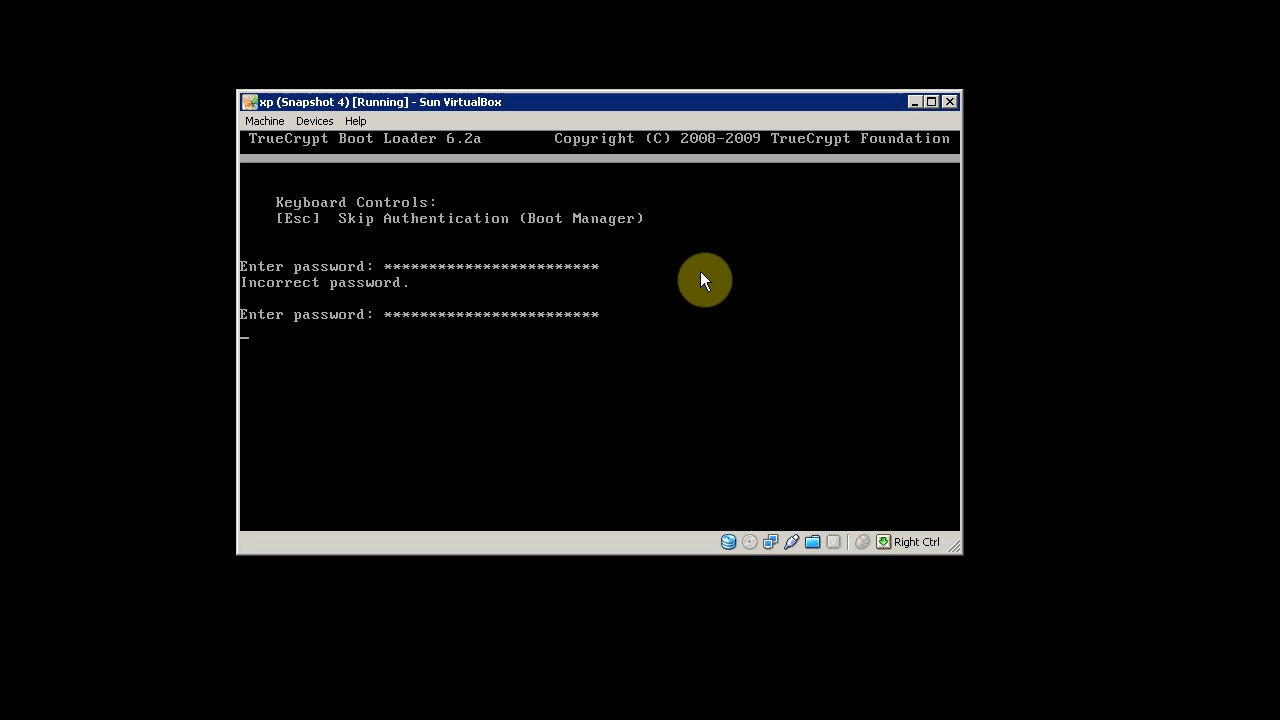 xp (Snapshot 4) [Running] - Sun VirtualBox
Machine Devices Help
TrueCrypt Boot Loader 6.2a Copyright (C) 2008-2009 TrueCrypt Foundation
Keyboard Controls:
[Esc] Skip Authentication (Boot Manager)
Enter password: ************************
Incorrect password.
Enter password: ************************
_
Right Ctrl